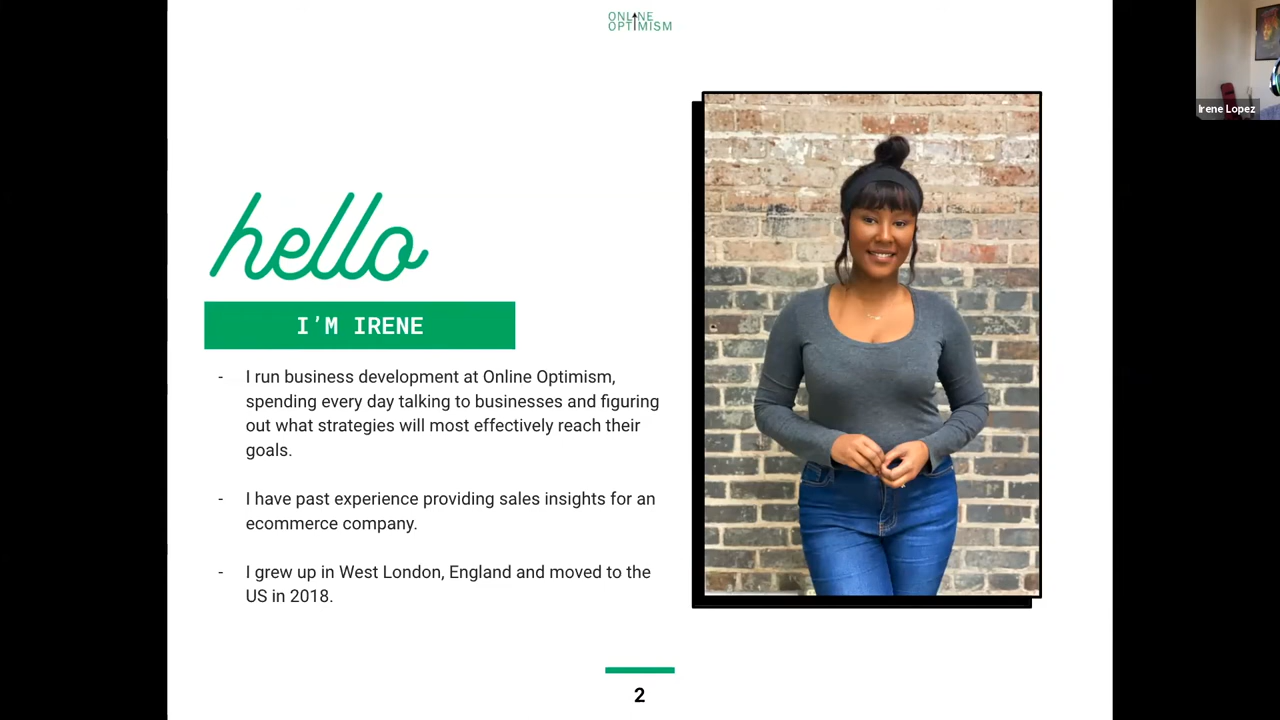 ONLINE
OPTIMISM
Irene Lopez
hello
I'M IRENE
- I run business development at Online Optimism,
spending every day talking to businesses and figuring
out what strategies will most effectively reach their
goals.
- I have past experience providing sales insights for an
ecommerce company.
- I grew up in West London, England and moved to the
US in 2018.
2